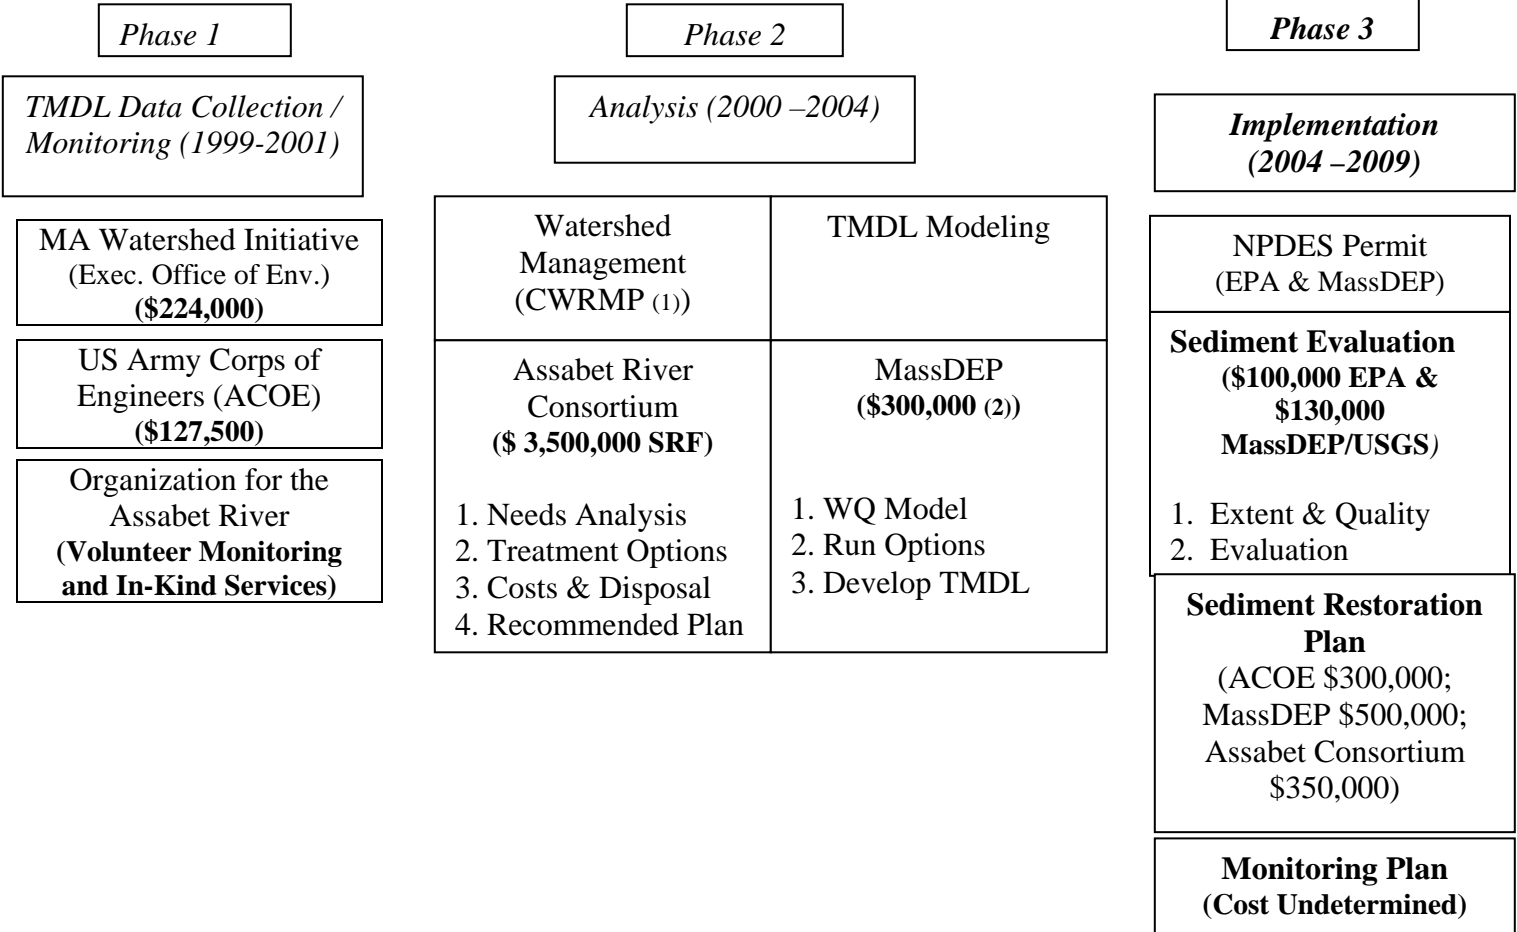 Phase 1
TMDL Data Collection /
Monitoring (1999-2001)
MA Watershed Initiative
(Exec. Office of Env.)
($224,000)
US Army Corps of
Engineers (ACOE)
($127,500)
Organization for the
Assabet River
(Volunteer Monitoring
and In-Kind Services)
Phase 2
Analysis (2000 –2004)
Watershed
Management
(CWRMP (1))
TMDL Modeling
Assabet River
Consortium
($ 3,500,000 SRF)
1. Needs Analysis
2. Treatment Options
3. Costs & Disposal
4. Recommended Plan
MassDEP
($300,000 (2))
1. WQ Model
2. Run Options
3. Develop TMDL
Phase 3
Implementation
(2004 –2009)
NPDES Permit
(EPA & MassDEP)
Sediment Evaluation
($100,000 EPA &
$130,000
MassDEP/USGS)
1. Extent & Quality
2. Evaluation
Sediment Restoration
Plan
(ACOE $300,000;
MassDEP $500,000;
Assabet Consortium
$350,000)
Monitoring Plan
(Cost Undetermined)